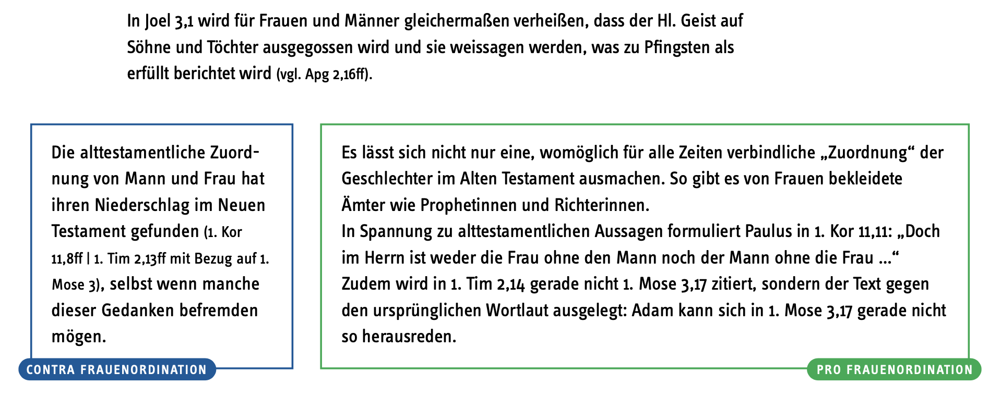 In Joel 3,1 wird für Frauen und Männer gleichermaßen verheißen, dass der Hl. Geist auf
Söhne und Töchter ausgegossen wird und sie weissagen werden, was zu Pfingsten als
erfüllt berichtet wird (vgl. Apg 2,16ff).
Die alttestamentliche Zuord-
nung von Mann und Frau hat
ihren Niederschlag im Neuen
Testament gefunden (1. Kor
11,8ff | 1. Tim 2,13ff mit Bezug auf 1.
Mose 3), selbst wenn manche
dieser Gedanken befremden
mögen.
CONTRA FRAUENORDINATION
Es lässt sich nicht nur eine, womöglich für alle Zeiten verbindliche „Zuordnung“ der
Geschlechter im Alten Testament ausmachen. So gibt es von Frauen bekleidete
Ämter wie Prophetinnen und Richterinnen.
In Spannung zu alttestamentlichen Aussagen formuliert Paulus in 1. Kor 11,11: „Doch
im Herrn ist weder die Frau ohne den Mann noch der Mann ohne die Frau ...“
Zudem wird in 1. Tim 2,14 gerade nicht 1. Mose 3,17 zitiert, sondern der Text gegen
den ursprünglichen Wortlaut ausgelegt: Adam kann sich in 1. Mose 3,17 gerade nicht
so herausreden.
PRO FRAUENORDINATION